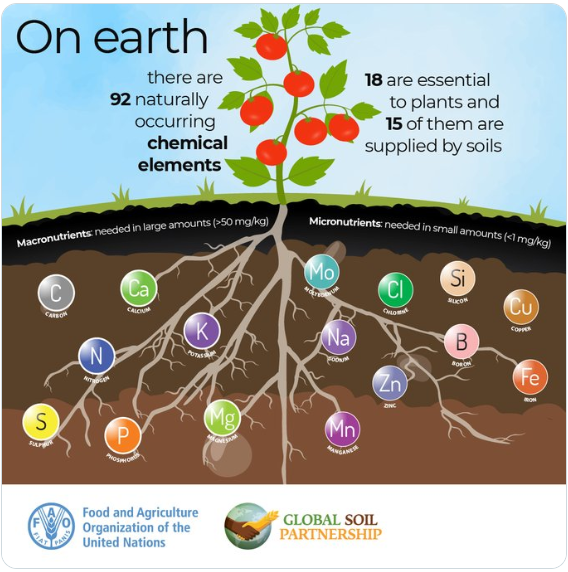 On earth
there are
92 naturally
occurring
chemical
elements
18 are essential
to plants and
15 of them are
supplied by soils
Macronutrients: needed in large amounts (>50 mg/kg)
Micronutrients: needed in small amounts (<1 mg/kg)
C
CARBON
Ca
CALCIUM
K
POTASSIUM
N
NITROGEN
S
SULPHUR
P
PHOSPHORUS
Mg
MAGNESIUM
Mo
MOLYBDENUM
Cl
CHLORINE
Si
SILICON
Cu
COPPER
Na
SODIUM
B
BORON
Zn
ZINC
Fe
IRON
Mn
MANGANESE
FAO
FIAT PANIS
Food and Agriculture
Organization of the
United Nations
GLOBAL SOIL
PARTNERSHIP